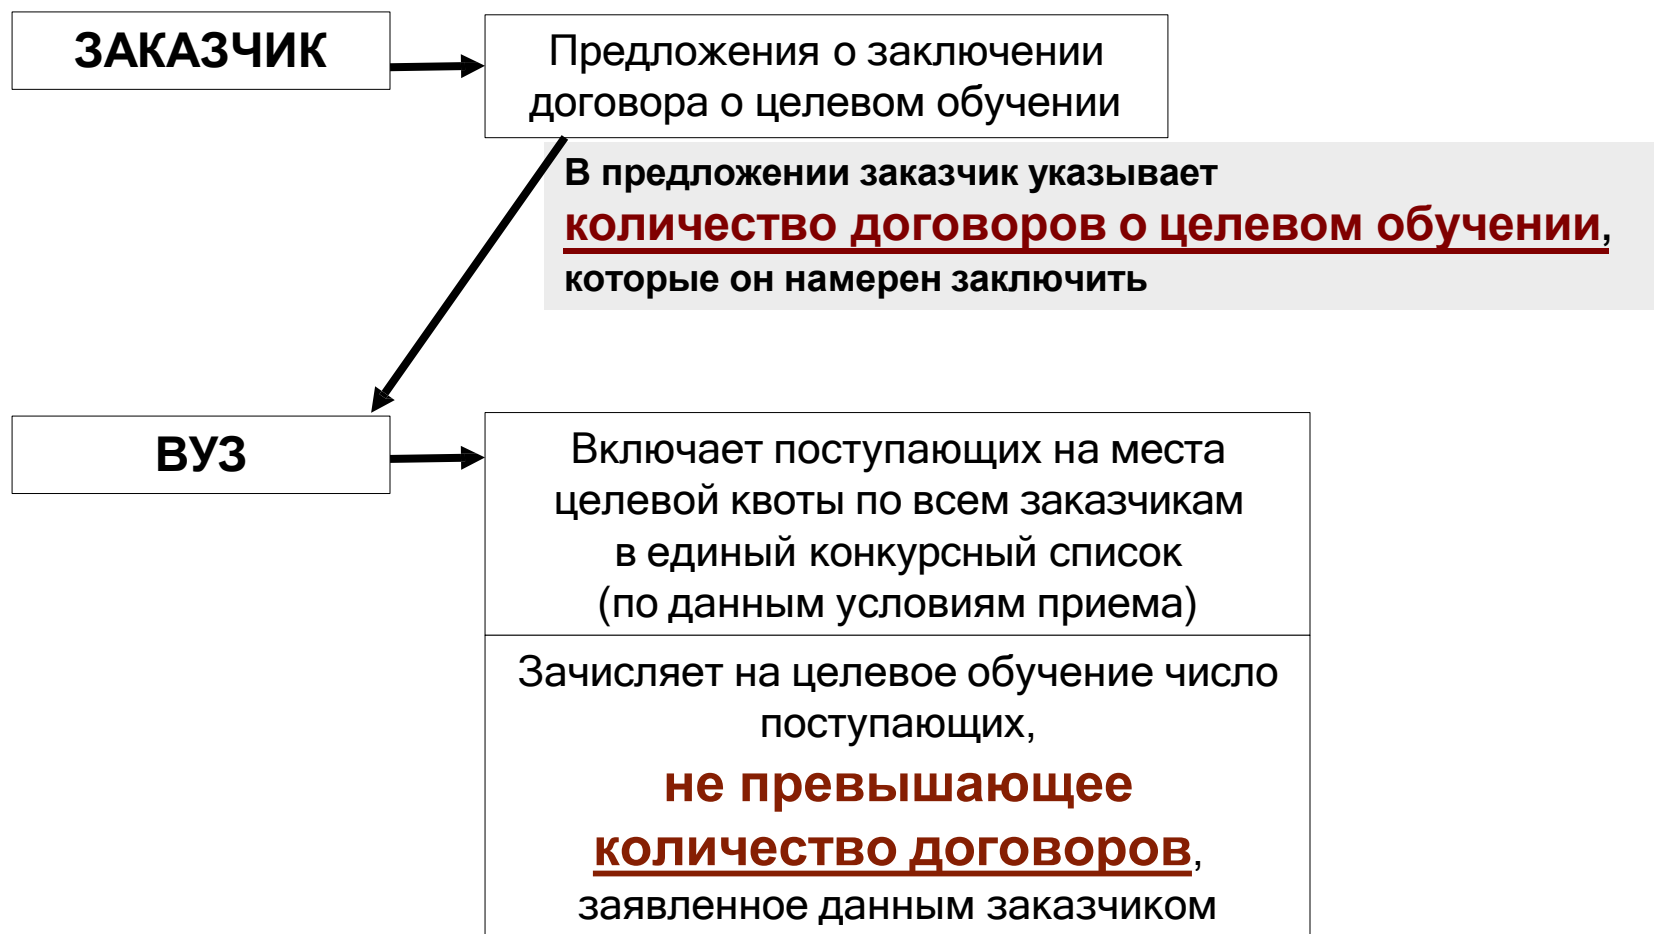 ЗАКАЗЧИК
Предложения о заключении
договора о целевом обучении
В предложении заказчик указывает
количество договоров о целевом обучении,
которые он намерен заключить
ВУЗ
Включает поступающих на места
целевой квоты по всем заказчикам
в единый конкурсный список
(по данным условиям приема)
Зачисляет на целевое обучение число
поступающих,
не превышающее
количество договоров,
заявленное данным заказчиком